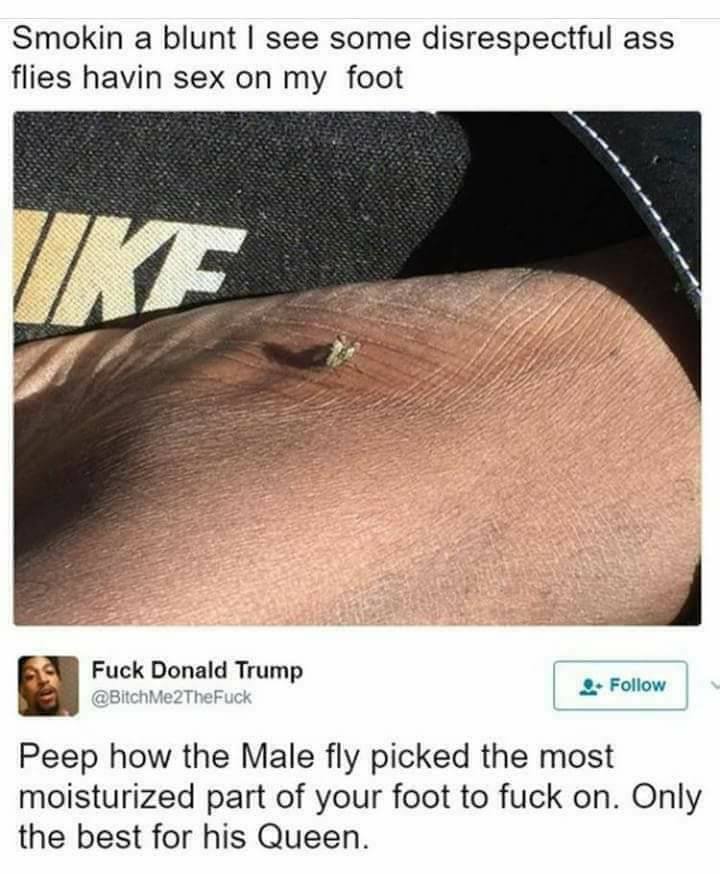 Smokin a blunt I see some disrespectful ass
flies havin sex on my foot
NIKE
Fuck Donald Trump
@BitchMe2TheFuck
Follow
Peep how the Male fly picked the most
moisturized part of your foot to fuck on. Only
the best for his Queen.